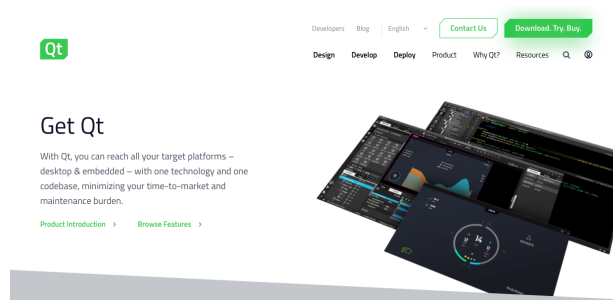 Developers Blog English Contact Us Download. Try. Buy.
Qt
Design Develop Deploy Product Why Qt? Resources
Get Qt
With Qt, you can reach all your target platforms –
desktop & embedded – with one technology and one
codebase, minimizing your time-to-market and
maintenance burden.
Product Introduction Browse Features
14